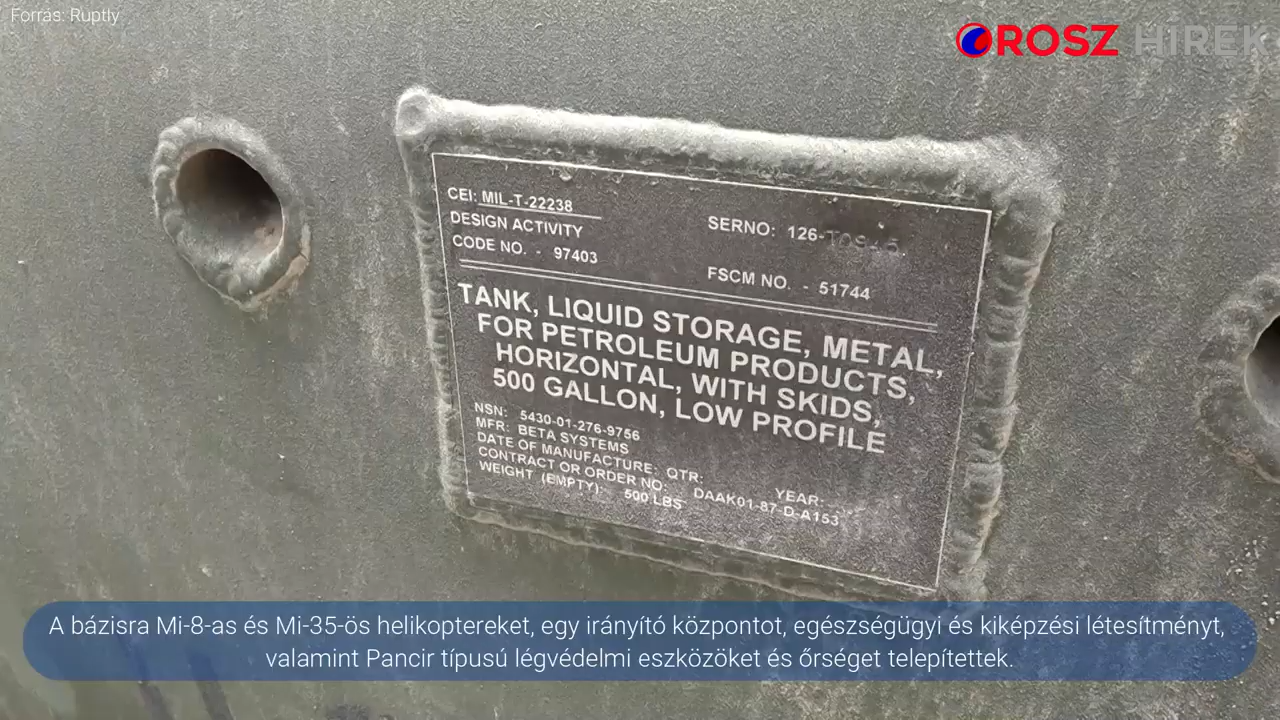 Forrás: Ruptly
OROSZ HÍREK
CEI: MIL-T-22238
DESIGN ACTIVITY
CODE NO. - 97403
SERNO: 126-
FSCM NO. - 51744
TANK, LIQUID STORAGE, METAL,
FOR PETROLEUM PRODUCTS,
HORIZONTAL, WITH SKIDS,
500 GALLON, LOW PROFILE
NSN: 5430-01-276-9756
MFR: BETA SYSTEMS
DATE OF MANUFACTURE: QTR: YEAR:
CONTRACT OR ORDER NO: DAAK01-87-D-A153
WEIGHT (EMPTY): 500 LBS
A bázisra Mi-8-as és Mi-35-ös helikoptereket, egy irányító központot, egészségügyi és kiképzési létesítményt,
valamint Pancir típusú légvédelmi eszközöket és őrséget telepítettek.